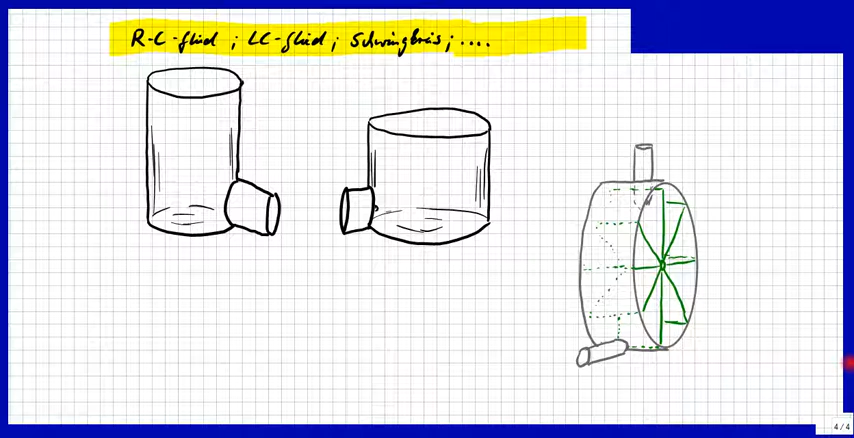 R-C-Glied ; LC-Glied ; Schwingkreis ; ....
4/4